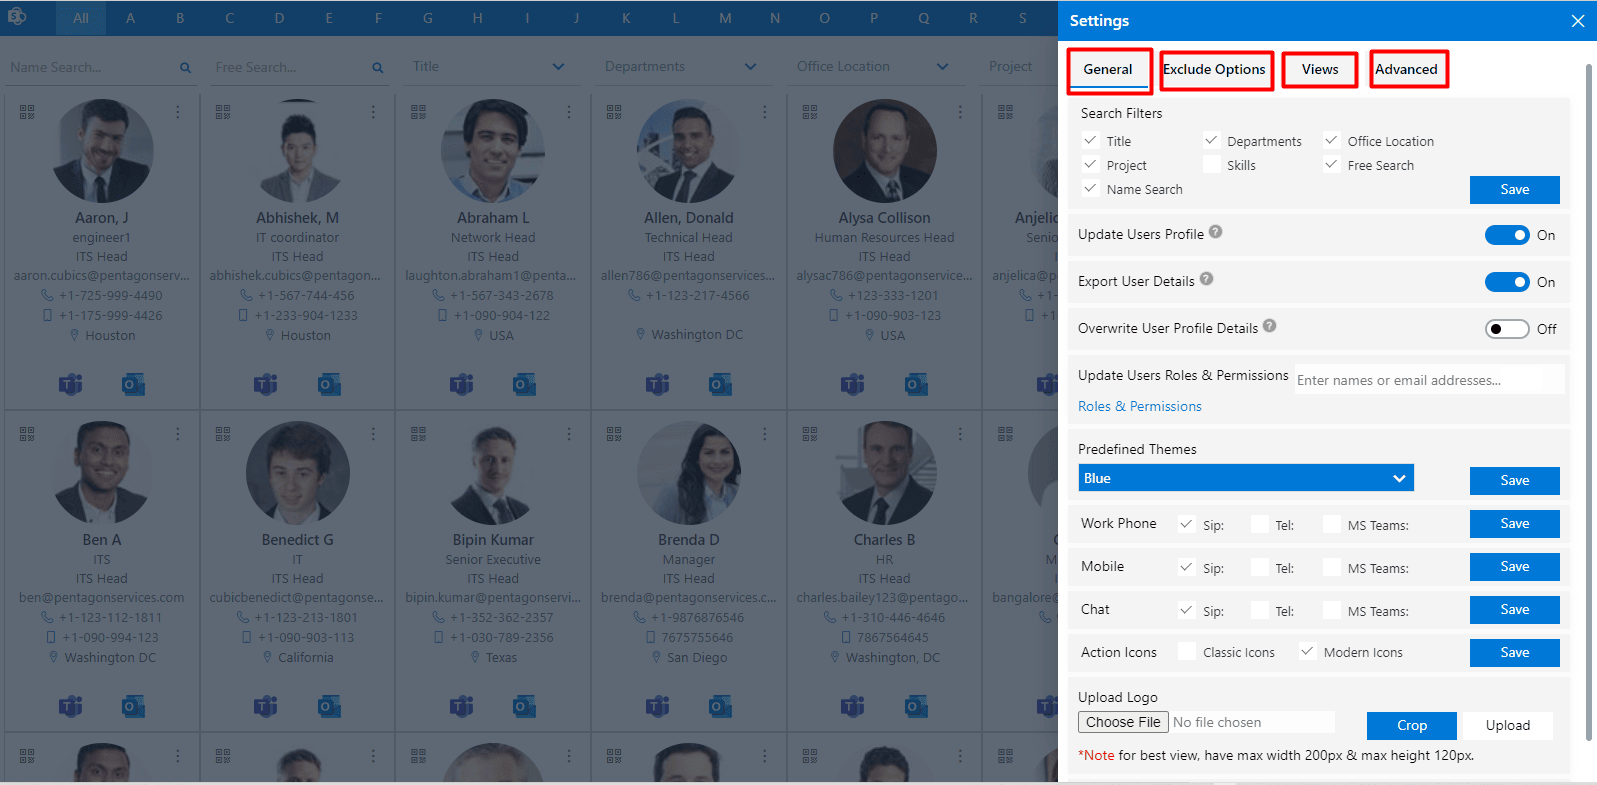 All A B C D E F G H I J K L M N O P Q R S
Settings
General Exclude Options Views Advanced
Name Search... Free Search... Title Departments Office Location Project
Search Filters
Title Departments Office Location
Project Skills Free Search
Name Search
Save
Update Users Profile ? On
Export User Details ? On
Overwrite User Profile Details ? Off
Update Users Roles & Permissions Enter names or email addresses...
Roles & Permissions
Predefined Themes
Blue
Save
Work Phone Sip: Tel: MS Teams: Save
Mobile Sip: Tel: MS Teams: Save
Chat Sip: Tel: MS Teams: Save
Action Icons Classic Icons Modern Icons Save
Upload Logo
Choose File No file chosen Crop Upload
*Note for best view, have max width 200px & max height 120px.
Aaron, J
engineer1
ITS Head
aaron.cubics@pentagonserv...
+1-725-999-4490
+1-175-999-4426
Houston
Abhishek, M
IT coordinator
ITS Head
abhishek.cubics@pentagon...
+1-567-744-456
+1-233-904-1233
Houston
Abraham L
Network Head
ITS Head
laughton.abraham1@penta...
+1-567-343-2678
+1-090-904-122
USA
Allen, Donald
Technical Head
ITS Head
allen786@pentagonservices...
+1-123-217-4566
Washington DC
Alysa Collison
Human Resources Head
ITS Head
alysac786@pentagonservic...
+123-333-1201
+1-090-903-123
USA
Anjelic
Senio
ITS
anjelica@p
+1
+1
Ben A
ITS
ITS Head
ben@pentagonservices.com
+1-123-112-1811
+1-090-994-123
Washington DC
Benedict G
IT
ITS Head
cubicbenedict@pentagonse...
+1-123-213-1801
+1-090-903-113
California
Bipin Kumar
Senior Executive
ITS Head
bipin.kumar@pentagonservi...
+1-352-362-2357
+1-030-789-2356
Texas
Brenda D
Manager
ITS Head
brenda@pentagonservices.c...
+1-9876876546
7675755646
San Diego
Charles B
HR
ITS Head
charles.bailey123@pentago...
+1-310-446-4646
7867564645
Washington, DC
M
bangalore@